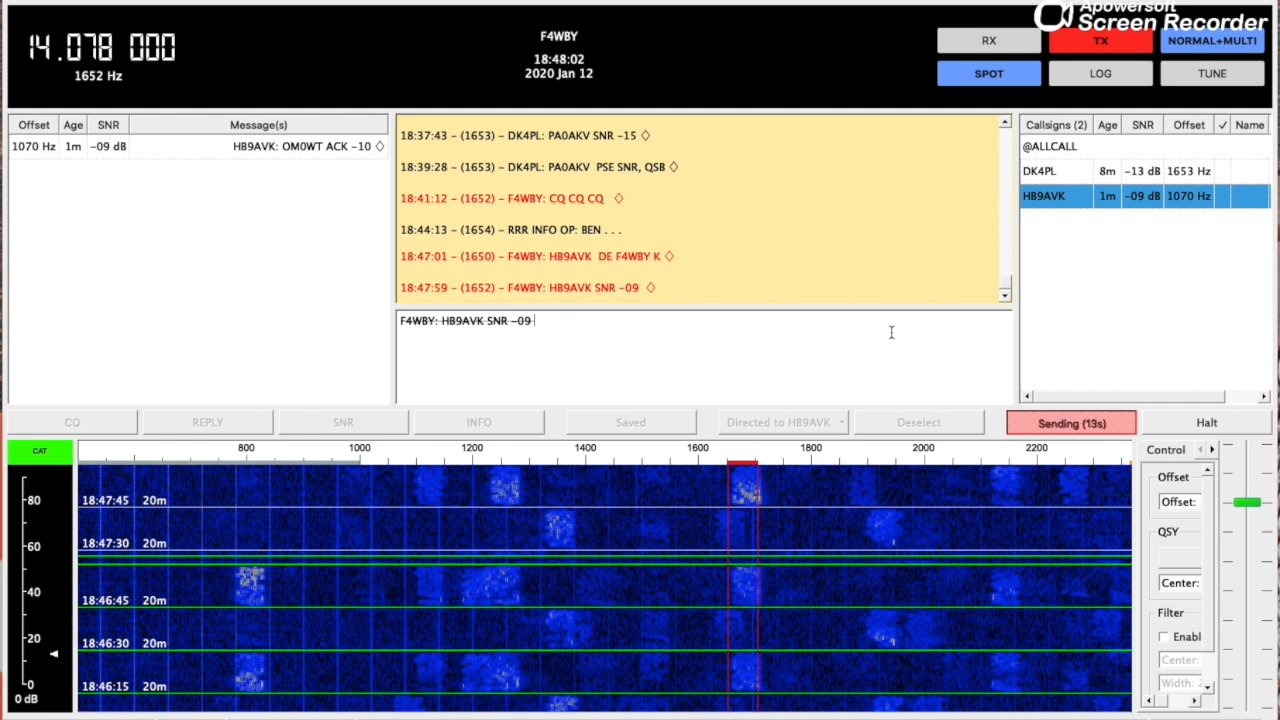 Apowersoft
Screen Recorder
14.078 000
1652 Hz
F4WBY
18:48:02
2020 Jan 12
RX TX NORMAL+MULTI
SPOT LOG TUNE
Offset Age SNR Message(s)
1070 Hz 1m -09 dB HB9AVK: OM0WT ACK -10 ♢
18:37:43 - (1653) - DK4PL: PA0AKV SNR -15 ♢
18:39:28 - (1653) - DK4PL: PA0AKV PSE SNR, QSB ♢
18:41:12 - (1652) - F4WBY: CQ CQ CQ ♢
18:44:13 - (1654) - RRR INFO OP: BEN . . .
18:47:01 - (1650) - F4WBY: HB9AVK DE F4WBY K ♢
18:47:59 - (1652) - F4WBY: HB9AVK SNR -09 ♢
F4WBY: HB9AVK SNR -09
Callsigns (2) Age SNR Offset ✓ Name
@ALLCALL
DK4PL 8m -13 dB 1653 Hz
HB9AVK 1m -09 dB 1070 Hz
CQ REPLY SNR INFO Saved Directed to HB9AVK Deselect Sending (13s) Halt
CAT
800 1000 1200 1400 1600 1800 2000 2200
80
60
40
20
0
0 dB
18:47:45 20m
18:47:30 20m
18:46:45 20m
18:46:30 20m
18:46:15 20m
Control
Offset
Offset:
QSY
Center:
Filter
Enabl
Center:
Width: